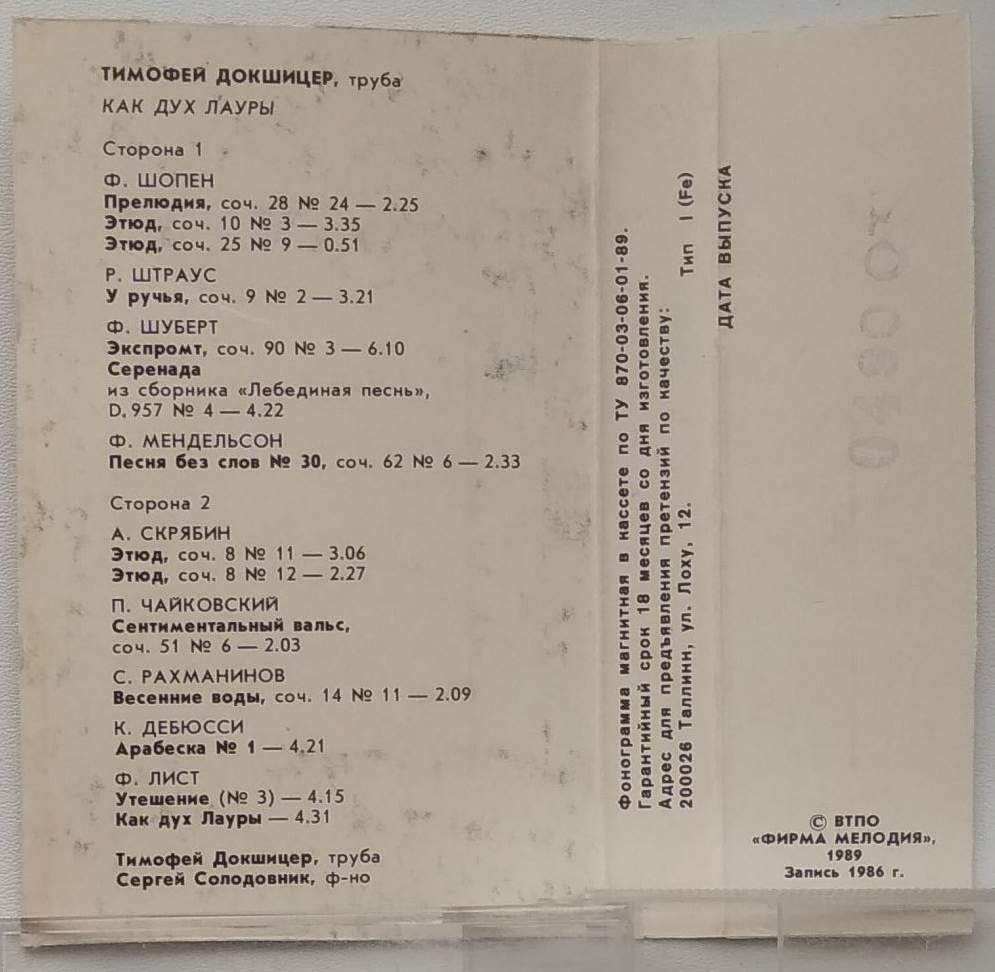 ТИМОФЕЙ ДОКШИЦЕР, труба
КАК ДУХ ЛАУРЫ
Сторона 1
Ф. ШОПЕН
Прелюдия, соч. 28 № 24 — 2.25
Этюд, соч. 10 № 3 — 3.35
Этюд, соч. 25 № 9 — 0.51
Р. ШТРАУС
У ручья, соч. 9 № 2 — 3.21
Ф. ШУБЕРТ
Экспромт, соч. 90 № 3 — 6.10
Серенада
из сборника «Лебединая песнь»,
D. 957 № 4 — 4.22
Ф. МЕНДЕЛЬСОН
Песня без слов № 30, соч. 62 № 6 — 2.33
Сторона 2
А. СКРЯБИН
Этюд, соч. 8 № 11 — 3.06
Этюд, соч. 8 № 12 — 2.27
П. ЧАЙКОВСКИЙ
Сентиментальный вальс,
соч. 51 № 6 — 2.03
С. РАХМАНИНОВ
Весенние воды, соч. 14 № 11 — 2.09
К. ДЕБЮССИ
Арабеска № 1 — 4.21
Ф. ЛИСТ
Утешение (№ 3) — 4.15
Как дух Лауры — 4.31
Тимофей Докшицер, труба
Сергей Солодовник, ф-но
Фонограмма магнитная в кассете по ТУ 870-03-06-01-89.
Гарантийный срок 18 месяцев со дня изготовления.
Адрес для предъявления претензий по качеству:
200026 Таллинн, ул. Лоху, 12.
Тип I (Fe)
ДАТА ВЫПУСКА
© ВТПО
«ФИРМА МЕЛОДИЯ»,
1989
Запись 1986 г.